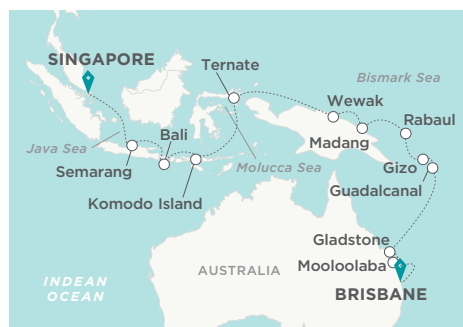 SINGAPORE
Ternate
Bismark Sea
Wewak
Rabaul
Bali
Java Sea
Madang
Semarang
Molucca Sea
Gizo
Komodo Island
Guadalcanal
Gladstone
AUSTRALIA
Mooloolaba
INDEAN
OCEAN
BRISBANE